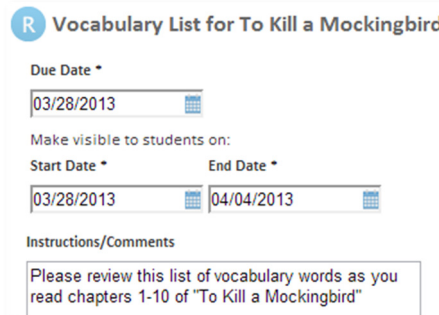 R Vocabulary List for To Kill a Mockingbird
Due Date *
03/28/2013
Make visible to students on:
Start Date * End Date *
03/28/2013 04/04/2013
Instructions/Comments
Please review this list of vocabulary words as you
read chapters 1-10 of "To Kill a Mockingbird"